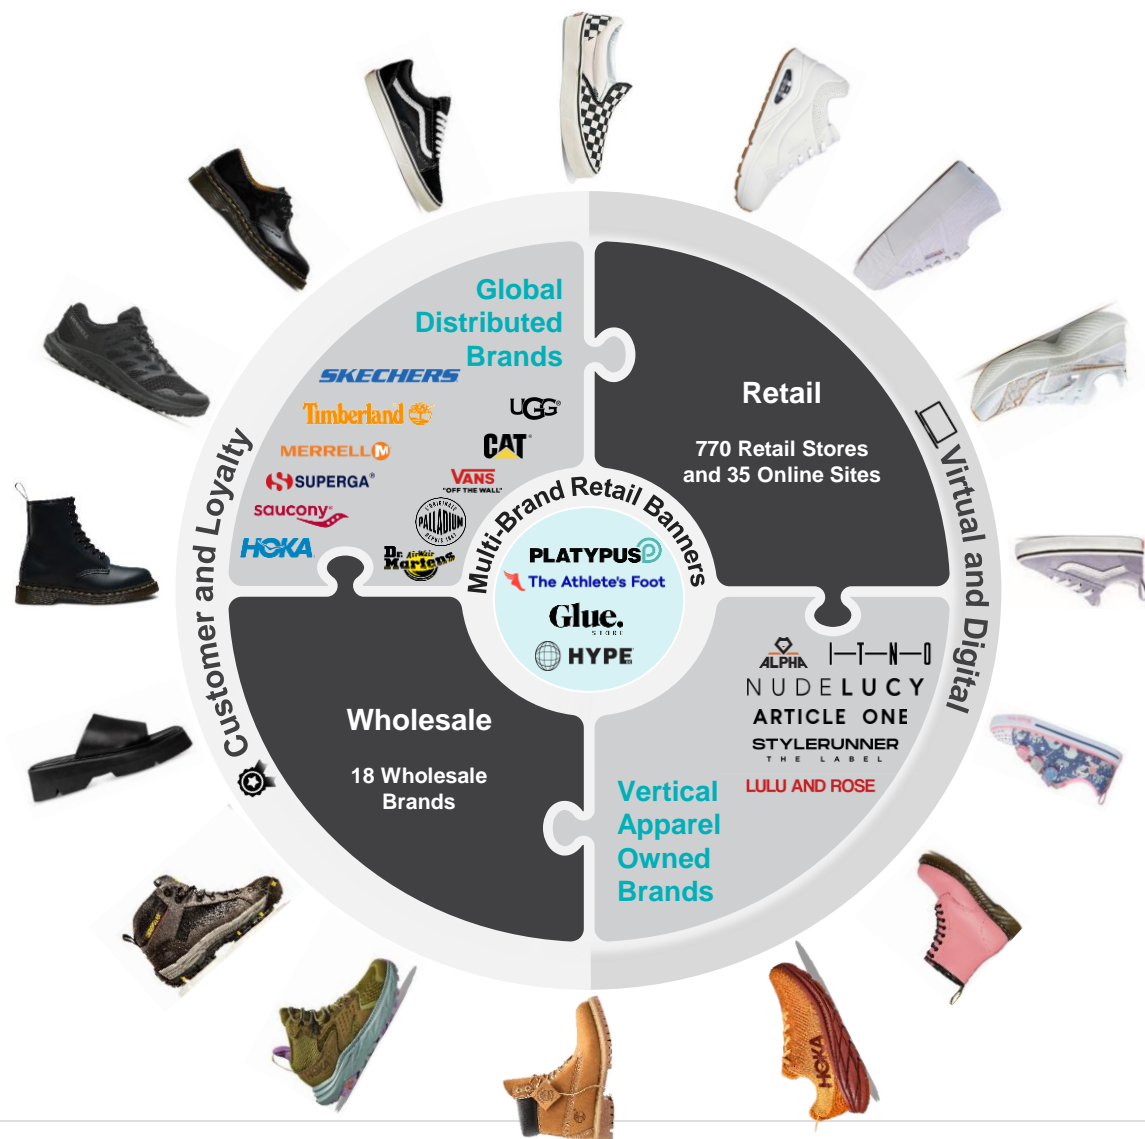 Global
Distributed
Brands
SKECHERS
Timberland
UGG®
MERRELL
CAT
SUPERGA®
VANS
"OFF THE WALL"
saucony®
PALLADIUM
HOKA
Dr. AirWair
Martens
Retail
770 Retail Stores
and 35 Online Sites
Customer and Loyalty
Virtual and Digital
Multi-Brand Retail Banners
PLATYPUS
The Athlete's Foot
Glue.
STORE
HYPE
Wholesale
18 Wholesale
Brands
ALPHA
I—T—N—O
NUDE LUCY
ARTICLE ONE
STYLERUNNER
THE LABEL
LULU AND ROSE
Vertical
Apparel
Owned
Brands
HOKA